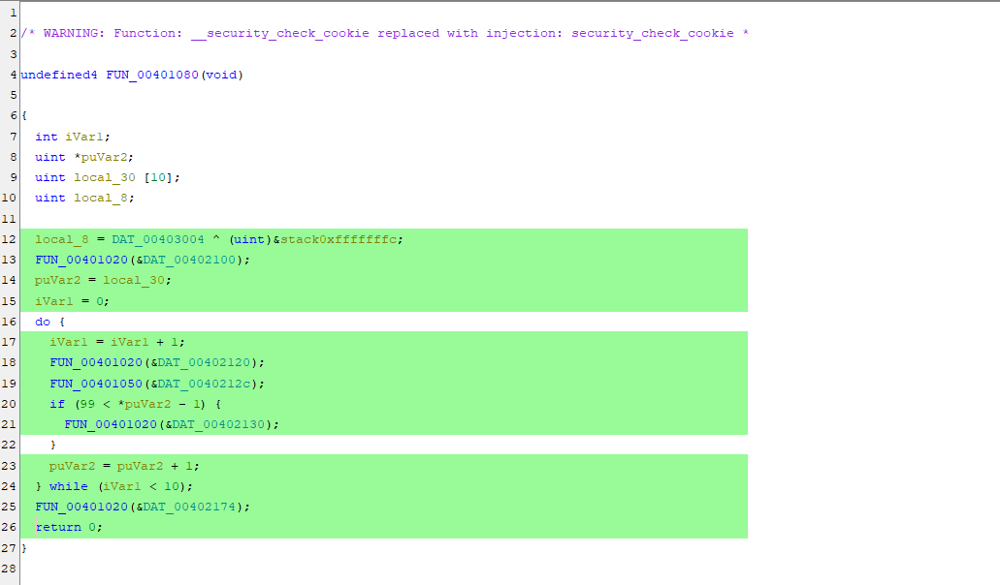 1
2 /* WARNING: Function: __security_check_cookie replaced with injection: security_check_cookie *
3
4 undefined4 FUN_00401080(void)
5
6 {
7   int iVar1;
8   uint *puVar2;
9   uint local_30 [10];
10   uint local_8;
11
12   local_8 = DAT_00403004 ^ (uint)&stack0xfffffffc;
13   FUN_00401020(&DAT_00402100);
14   puVar2 = local_30;
15   iVar1 = 0;
16   do {
17     iVar1 = iVar1 + 1;
18     FUN_00401020(&DAT_00402120);
19     FUN_00401050(&DAT_0040212c);
20     if (99 < *puVar2 - 1) {
21       FUN_00401020(&DAT_00402130);
22     }
23     puVar2 = puVar2 + 1;
24   } while (iVar1 < 10);
25   FUN_00401020(&DAT_00402174);
26   return 0;
27 }
28